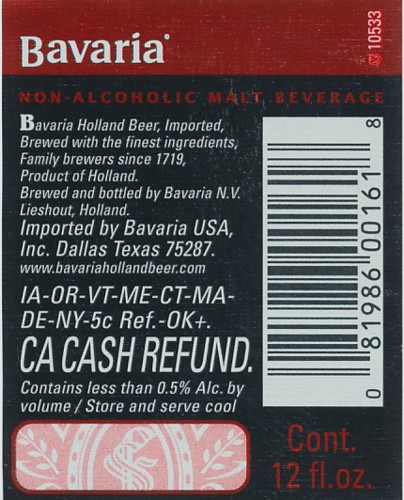 Bavaria
10533
NON-ALCOHOLIC MALT BEVERAGE
Bavaria Holland Beer, Imported,
Brewed with the finest ingredients,
Family brewers since 1719,
Product of Holland.
Brewed and bottled by Bavaria N.V.
Lieshout, Holland.
Imported by Bavaria USA,
Inc. Dallas Texas 75287.
www.bavariahollandbeer.com
IA-OR-VT-ME-CT-MA-
DE-NY-5c Ref.-OK+.
CA CASH REFUND.
Contains less than 0.5% Alc. by
volume / Store and serve cool
0 81986 00161 8
Cont.
12 fl.oz.